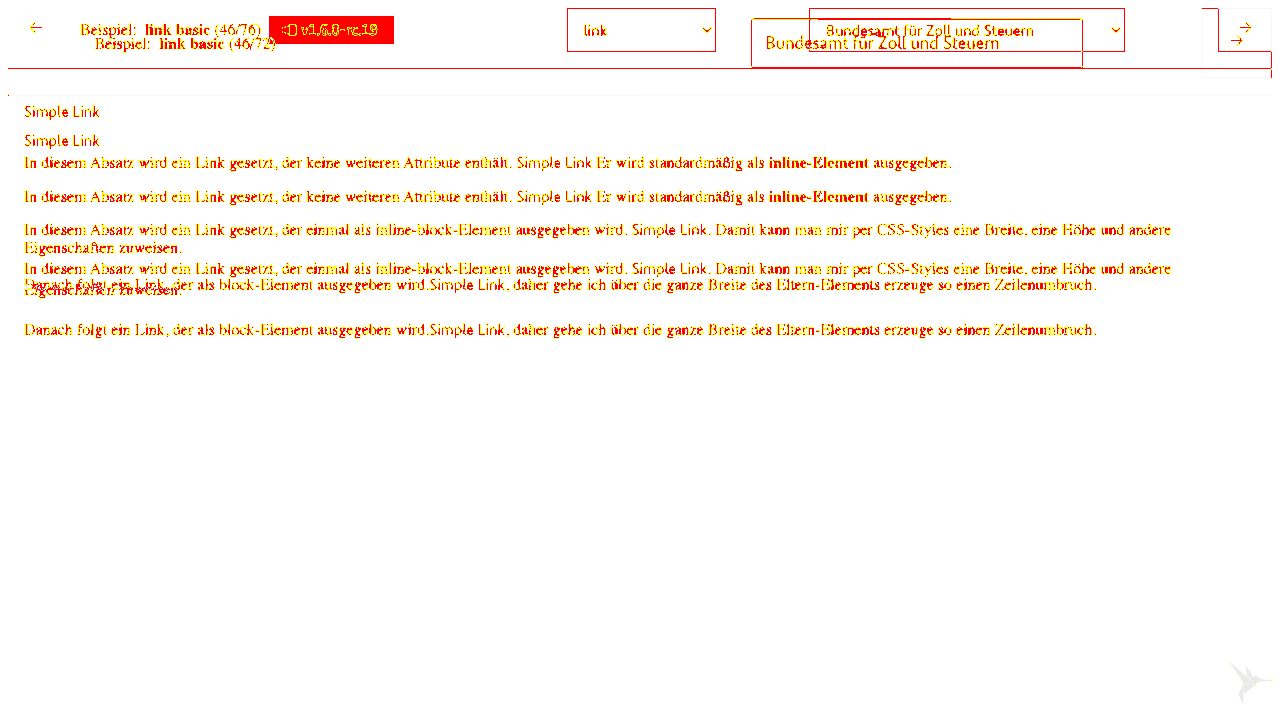 Beispiel: link basic (46/76) v1.6.0-rc.19 link Bundesamt für Zoll und Steuern
Beispiel: link basic (46/72) Bundesamt für Zoll und Steuern
Simple Link
Simple Link
In diesem Absatz wird ein Link gesetzt, der keine weiteren Attribute enthält. Simple Link Er wird standardmäßig als inline-Element ausgegeben.
In diesem Absatz wird ein Link gesetzt, der keine weiteren Attribute enthält. Simple Link Er wird standardmäßig als inline-Element ausgegeben.
In diesem Absatz wird ein Link gesetzt, der einmal als inline-block-Element ausgegeben wird. Simple Link. Damit kann man mir per CSS-Styles eine Breite, eine Höhe und andere
Eigenschaften zuweisen.
In diesem Absatz wird ein Link gesetzt, der einmal als inline-block-Element ausgegeben wird. Simple Link. Damit kann man mir per CSS-Styles eine Breite, eine Höhe und andere
Danach folgt ein Link, der als block-Element ausgegeben wird.Simple Link, daher gehe ich über die ganze Breite des Eltern-Elements erzeuge so einen Zeilenumbruch.
Eigenschaften zuweisen.
Danach folgt ein Link, der als block-Element ausgegeben wird.Simple Link, daher gehe ich über die ganze Breite des Eltern-Elements erzeuge so einen Zeilenumbruch.